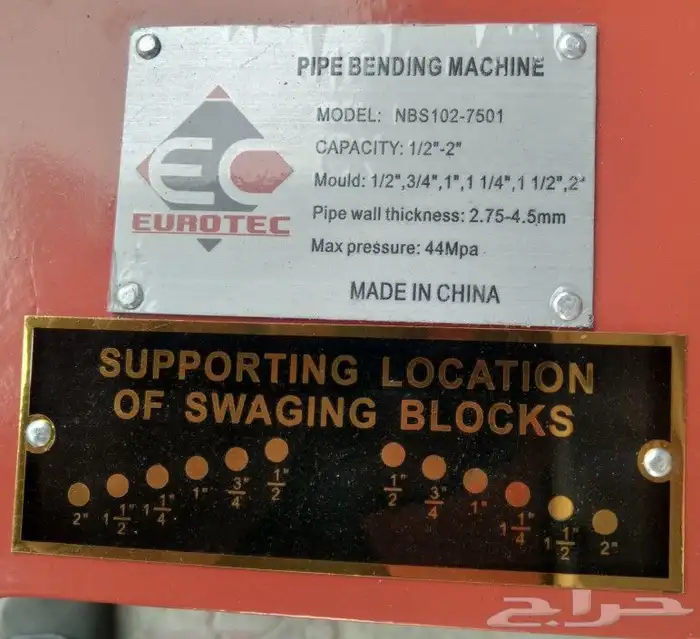 PIPE BENDING MACHINE
MODEL: NBS102-7501
CAPACITY: 1/2"-2"
Mould: 1/2",3/4",1",1 1/4",1 1/2",2"
Pipe wall thickness: 2.75-4.5mm
Max pressure: 44Mpa
MADE IN CHINA
EC
EUROTEC
SUPPORTING LOCATION
OF SWAGING BLOCKS
2" 1 1/2" 1 1/4" 1" 3/4" 1/2" 1/2" 3/4" 1" 1 1/4" 1 1/2" 2"
حراج